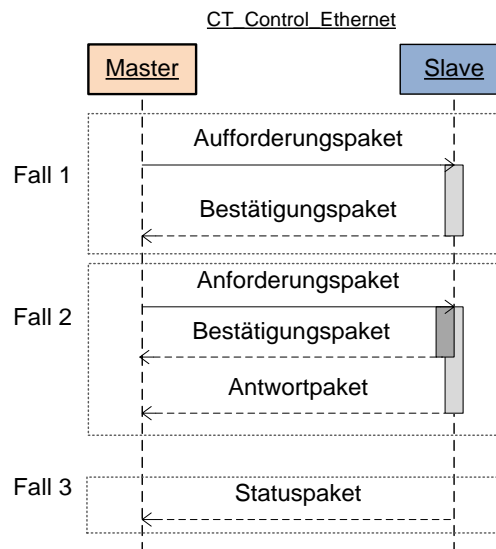 CT_Control_Ethernet
Master
Slave
Fall 1
Aufforderungspaket
Bestätigungspaket
Fall 2
Anforderungspaket
Bestätigungspaket
Antwortpaket
Fall 3
Statuspaket